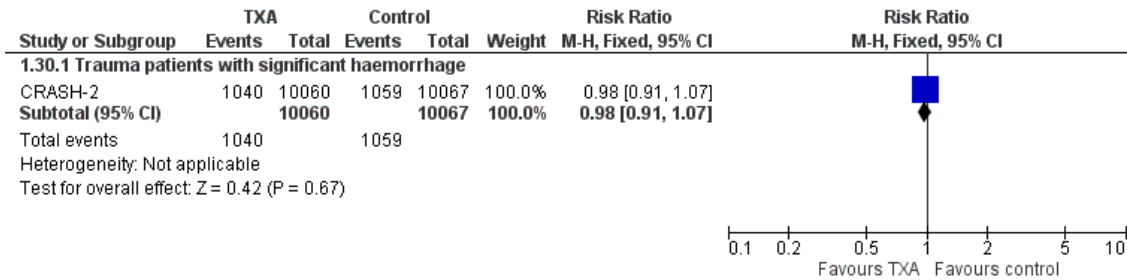 TXA Control Risk Ratio Risk Ratio
Study or Subgroup Events Total Events Total Weight M-H, Fixed, 95% CI M-H, Fixed, 95% CI
1.30.1 Trauma patients with significant haemorrhage
CRASH-2 1040 10060 1059 10067 100.0% 0.98 [0.91, 1.07]
Subtotal (95% CI) 10060 10067 100.0% 0.98 [0.91, 1.07]
Total events 1040 1059
Heterogeneity: Not applicable
Test for overall effect: Z = 0.42 (P = 0.67)
0.1 0.2 0.5 1 2 5 10
Favours TXA Favours control